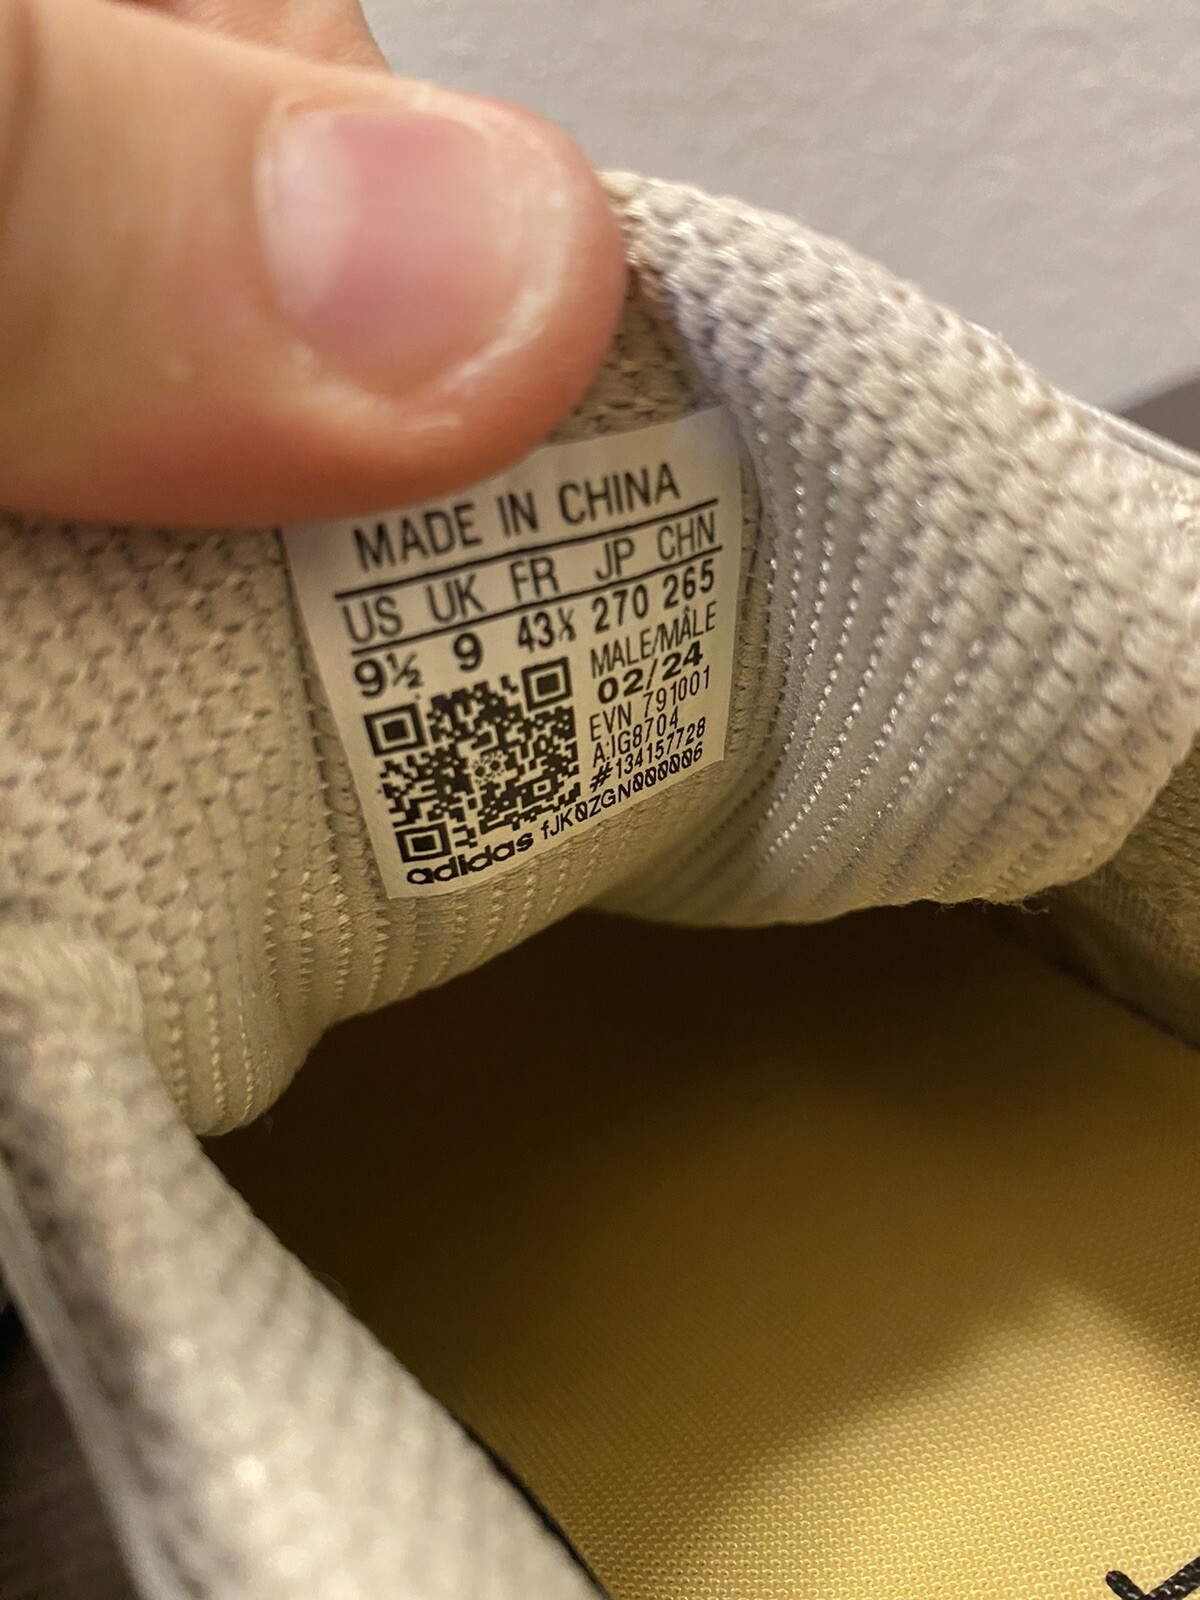 MADE IN CHINA
US UK FR JP CHN
9½ 9 43⅓ 270 265
MALE/MÂLE
02/24
EVN 791001
A:IG8704
#134157728
adidas fJK0ZGN000006